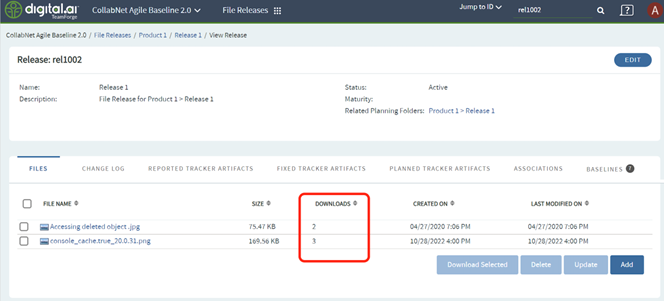 digital.ai
TeamForge
CollabNet Agile Baseline 2.0
File Releases
Jump to ID
rel1002
A
CollabNet Agile Baseline 2.0 / File Releases / Product 1 / Release 1 / View Release
Release: rel1002
EDIT
Name: Release 1
Status: Active
Description: File Release for Product 1 > Release 1
Maturity:
Related Planning Folders: Product 1 > Release 1
FILES CHANGE LOG REPORTED TRACKER ARTIFACTS FIXED TRACKER ARTIFACTS PLANNED TRACKER ARTIFACTS ASSOCIATIONS BASELINES ?
FILE NAME SIZE DOWNLOADS CREATED ON LAST MODIFIED ON
Accessing deleted object .jpg 75.47 KB 2 04/27/2020 7:06 PM 04/27/2020 7:06 PM
console_cache.true_20.0.31.png 169.56 KB 3 10/28/2022 4:00 PM 10/28/2022 4:00 PM
Download Selected Delete Update Add